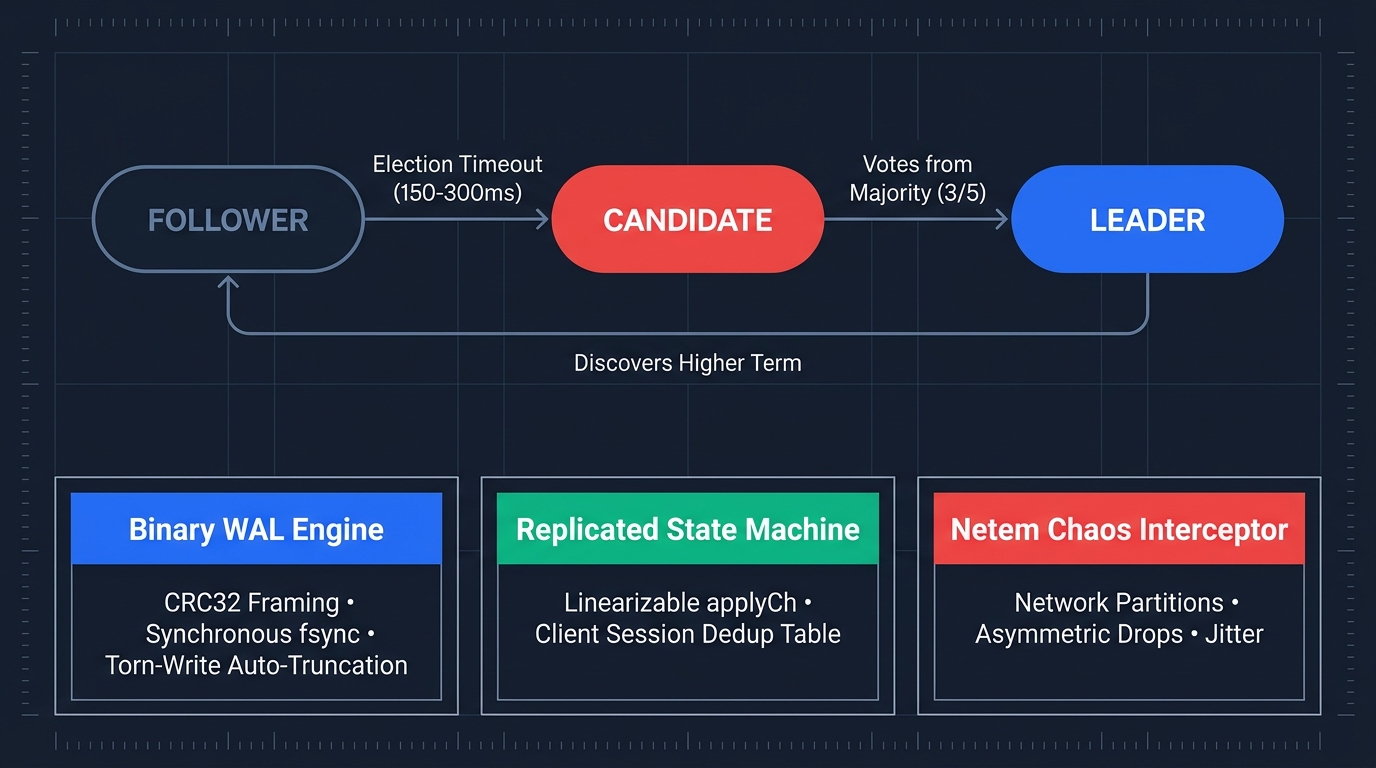 Election Timeout
(150-300ms)
Votes from
Majority (3/5)
FOLLOWER
CANDIDATE
LEADER
Discovers Higher Term
Binary WAL Engine
CRC32 Framing •
Synchronous fsync •
Torn-Write Auto-Truncation
Replicated State Machine
Linearizable applyCh •
Client Session Dedup Table
Netem Chaos Interceptor
Network Partitions •
Asymmetric Drops • Jitter